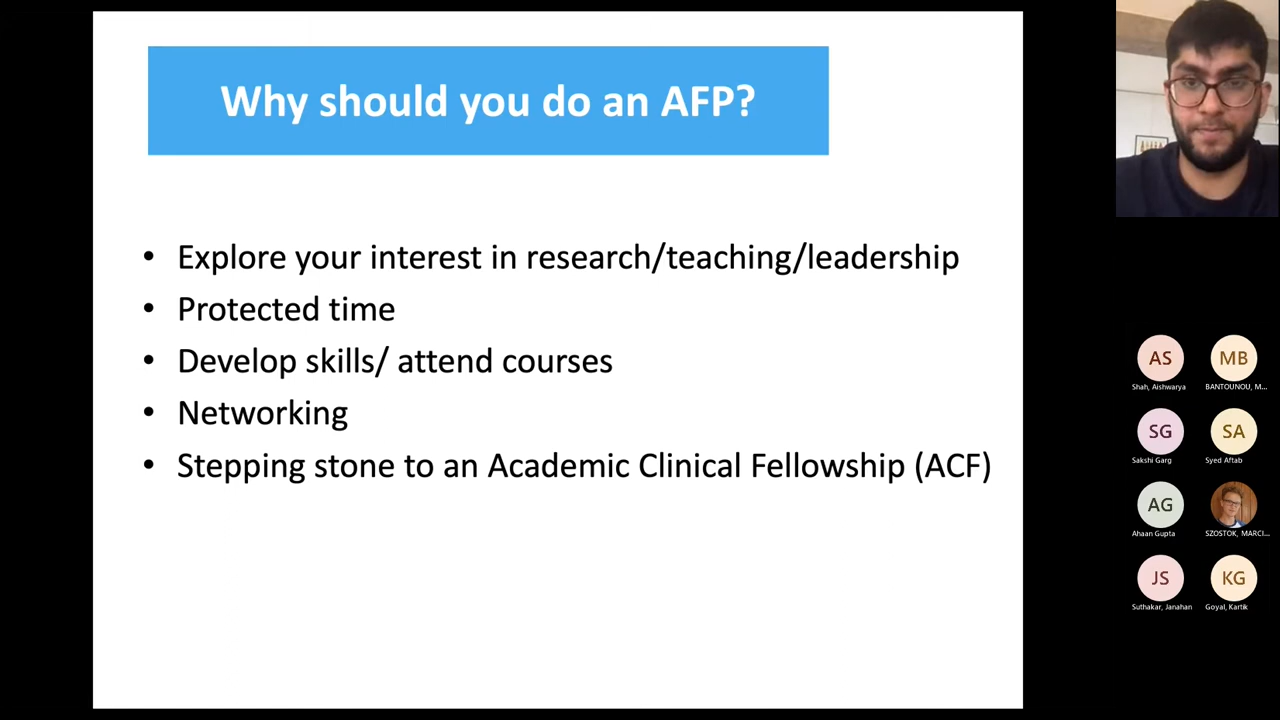 Why should you do an AFP?
• Explore your interest in research/teaching/leadership
• Protected time
• Develop skills/ attend courses
• Networking
• Stepping stone to an Academic Clinical Fellowship (ACF)
AS
MB
Shah, Aishwarya
BANTOUNOU, M...
SG
SA
Sakshi Garg
Syed Aftab
AG
Ahaan Gupta
SZOSTOK, MARCI...
JS
KG
Suthakar, Janahan
Goyal, Kartik